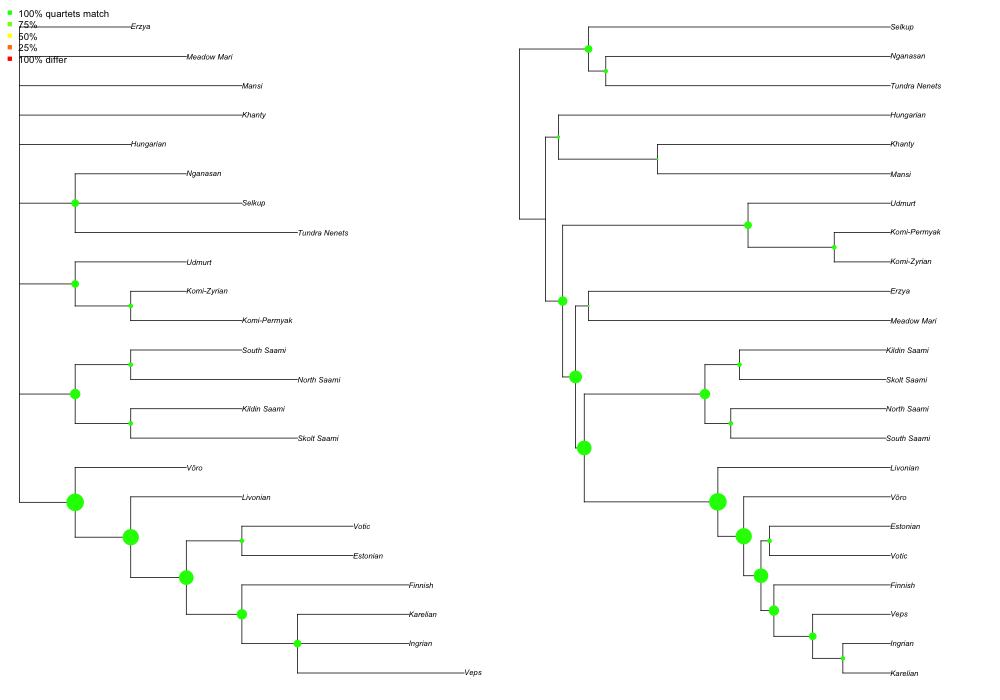 100% quartets match
75%
50%
25%
100% differ
Erzya
Meadow Mari
Mansi
Khanty
Hungarian
Nganasan
Selkup
Tundra Nenets
Udmurt
Komi-Zyrian
Komi-Permyak
South Saami
North Saami
Kildin Saami
Skolt Saami
Võro
Livonian
Votic
Estonian
Finnish
Karelian
Ingrian
Veps
Selkup
Nganasan
Tundra Nenets
Hungarian
Khanty
Mansi
Udmurt
Komi-Permyak
Komi-Zyrian
Erzya
Meadow Mari
Kildin Saami
Skolt Saami
North Saami
South Saami
Livonian
Võro
Estonian
Votic
Finnish
Veps
Ingrian
Karelian